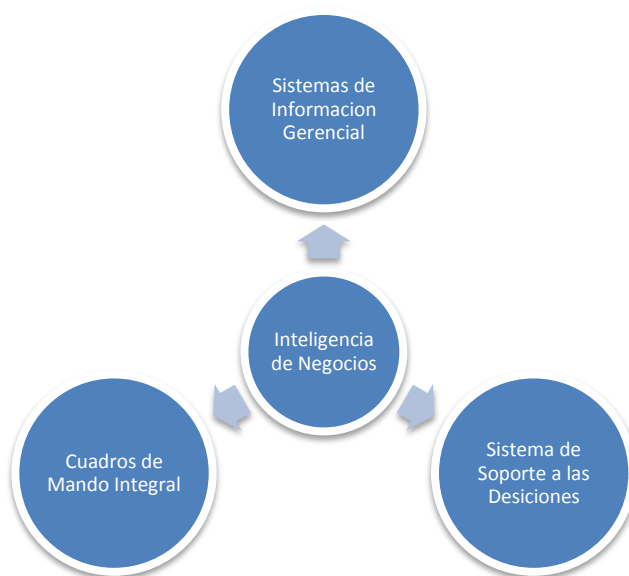 Sistemas de
Informacion
Gerencial
Inteligencia
de Negocios
Cuadros de
Mando Integral
Sistema de
Soporte a las
Desiciones